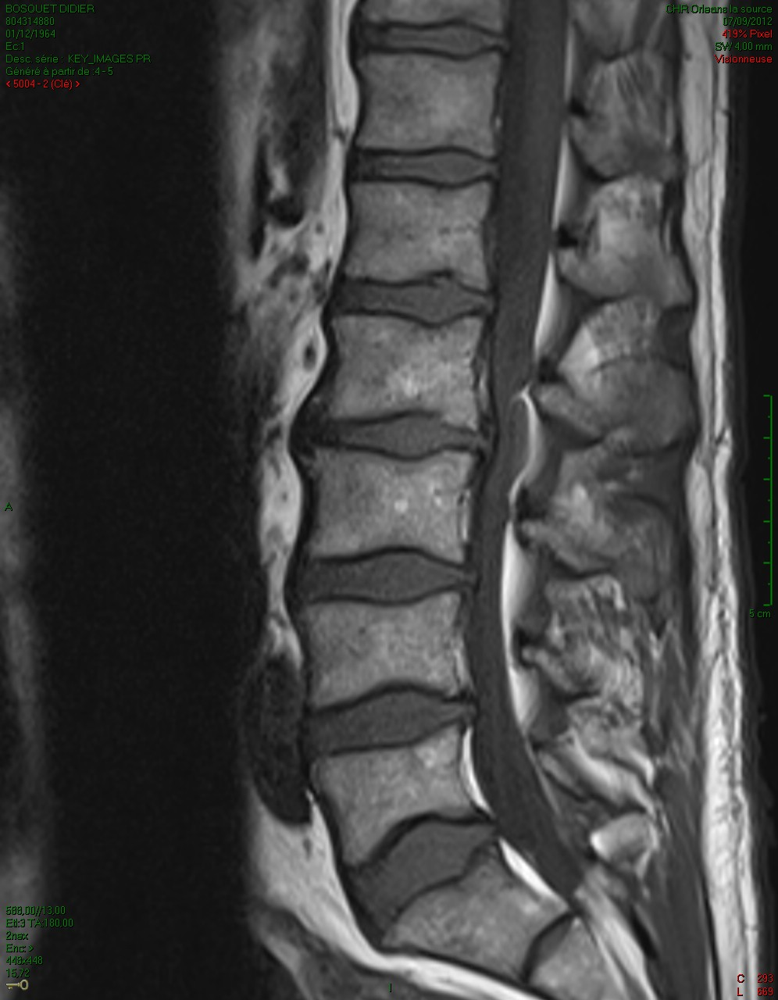 BOSQUET DIDIER
804314880
01/12/1964
Ec:1
Desc. série : KEY_IMAGES PR
Généré à partir de :4 - 5
< 5004 - 2 (Clé) >
CHR Orleans la source
07/09/2012
419% Pixel
SW 4,00 mm
Visionneuse
A
5 cm
588,00//13,00
Etl:3 TA:180,00
2nex
Enc: >
448x448
15,72
I
C 293
L 869